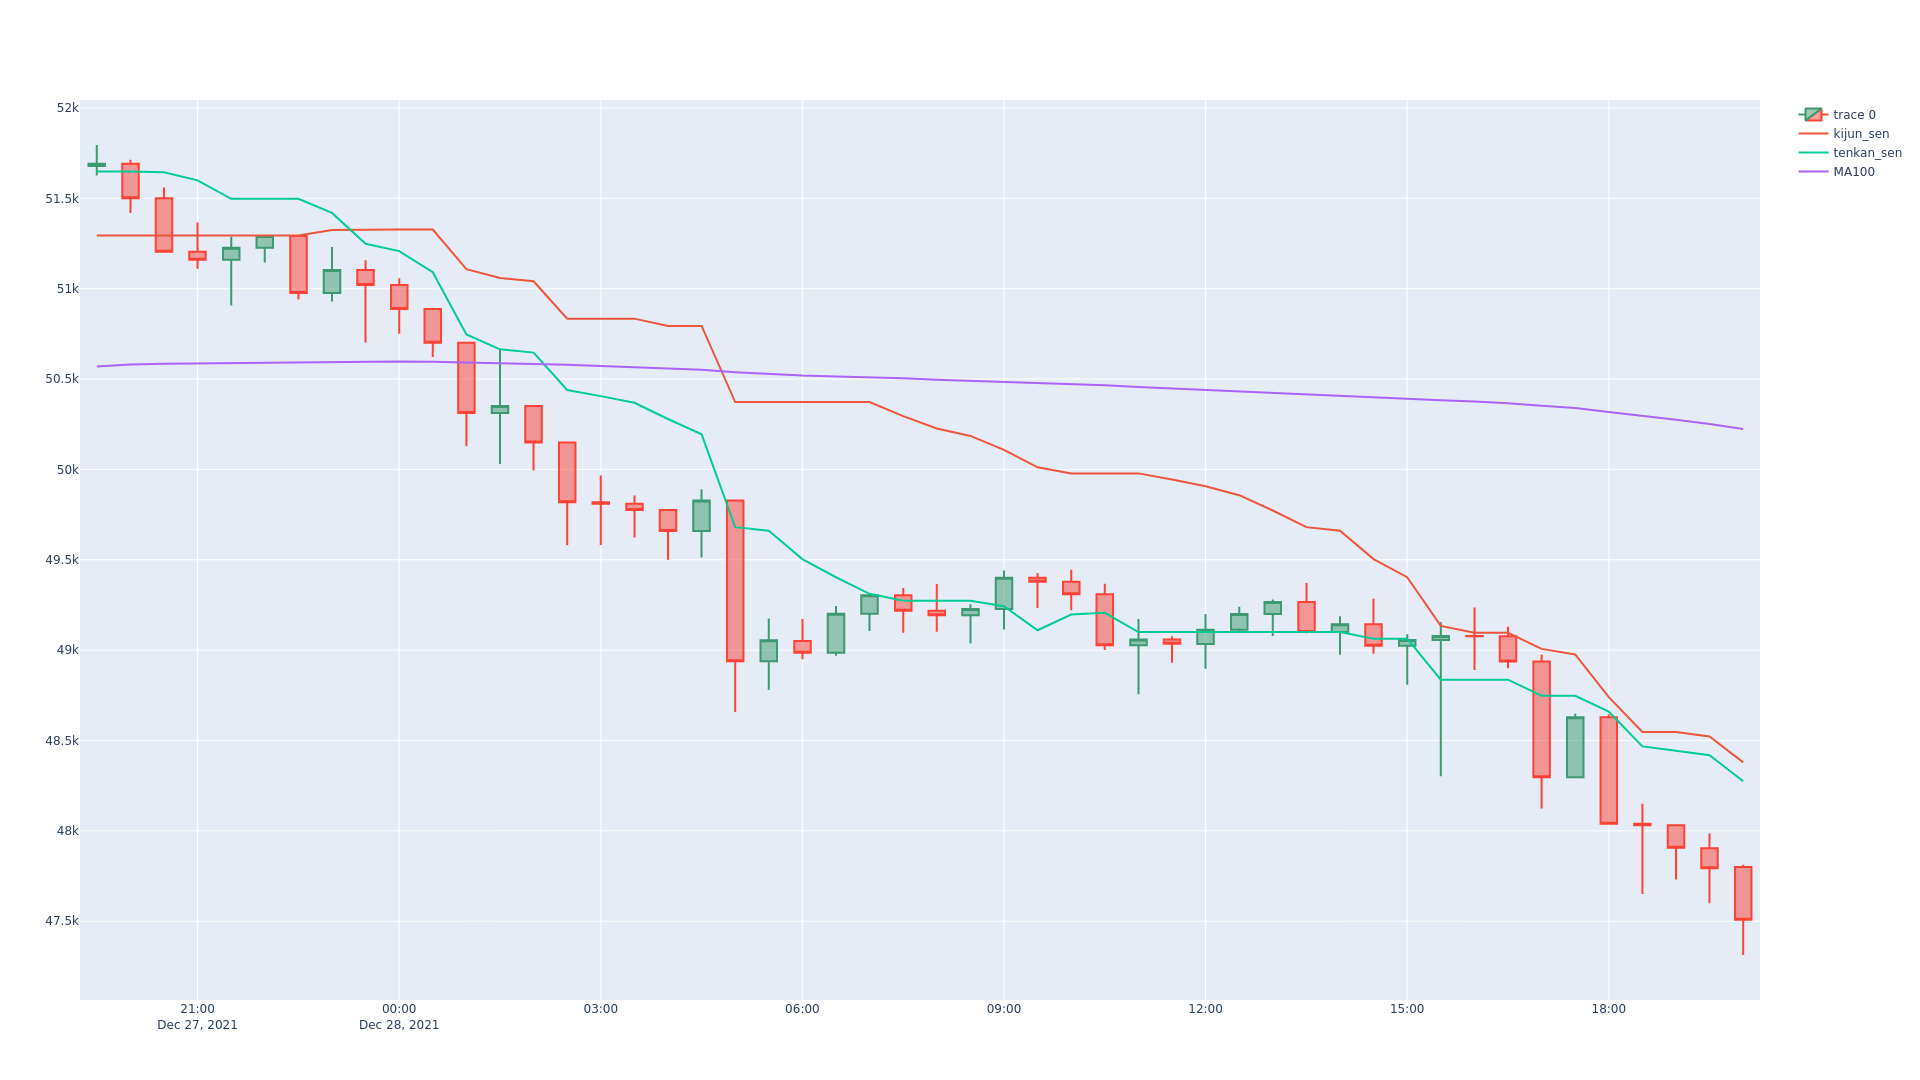 52k
51.5k
51k
50.5k
50k
49.5k
49k
48.5k
48k
47.5k
21:00
Dec 27, 2021
00:00
Dec 28, 2021
03:00
06:00
09:00
12:00
15:00
18:00
trace 0
kijun_sen
tenkan_sen
MA100